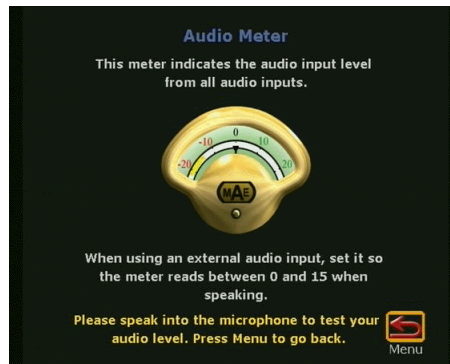 Audio Meter
This meter indicates the audio input level
from all audio inputs.
-20 -10 0 10 20
MAE
When using an external audio input, set it so
the meter reads between 0 and 15 when
speaking.
Please speak into the microphone to test your
audio level. Press Menu to go back.
Menu